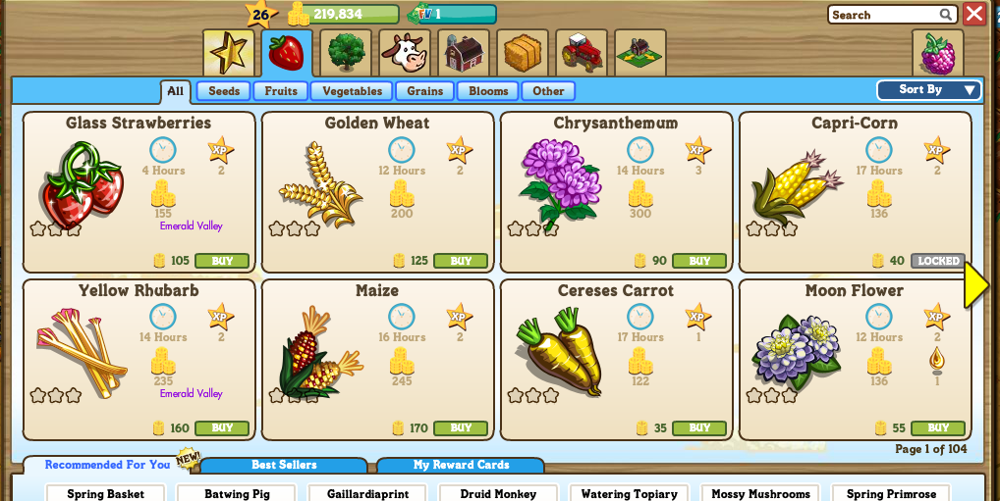 26 219,834 FV 1 Search
All Seeds Fruits Vegetables Grains Blooms Other Sort By
Glass Strawberries
XP
4 Hours 2
155
Emerald Valley
105 BUY
Golden Wheat
XP
12 Hours 2
200
125 BUY
Chrysanthemum
XP
14 Hours 3
300
90 BUY
Capri-Corn
XP
17 Hours 2
136
40 LOCKED
Yellow Rhubarb
XP
14 Hours 2
235
Emerald Valley
160 BUY
Maize
XP
16 Hours 2
245
170 BUY
Cereses Carrot
XP
17 Hours 1
122
35 BUY
Moon Flower
XP
12 Hours 2
136 1
55 BUY
Page 1 of 104
Recommended For You NEW! Best Sellers My Reward Cards
Spring Basket Batwing Pig Gaillardiaprint Druid Monkey Watering Topiary Mossy Mushrooms Spring Primrose